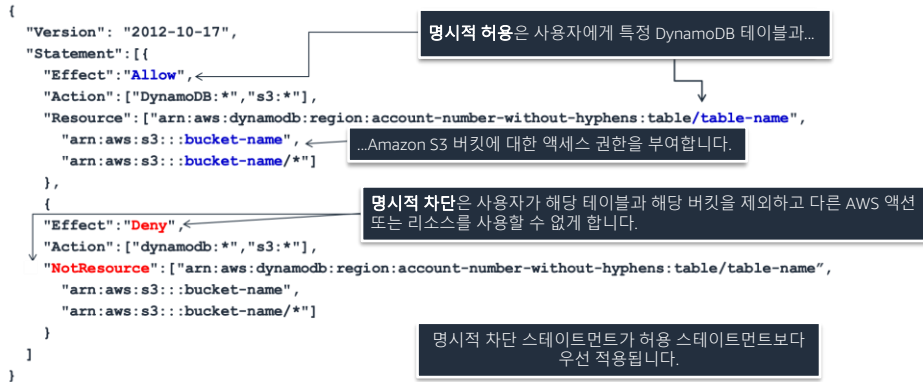 {
"Version": "2012-10-17",
명시적 허용은 사용자에게 특정 DynamoDB 테이블과...
"Statement":[{
"Effect":"Allow",
"Action":["DynamoDB:*","s3:*"],
"Resource":["arn:aws:dynamodb:region:account-number-without-hyphens:table/table-name",
"arn:aws:s3:::bucket-name",
...Amazon S3 버킷에 대한 액세스 권한을 부여합니다.
"arn:aws:s3:::bucket-name/*"]
},
{
명시적 차단은 사용자가 해당 테이블과 해당 버킷을 제외하고 다른 AWS 액션
또는 리소스를 사용할 수 없게 합니다.
"Effect":"Deny",
"Action":["dynamodb:*","s3:*"],
"NotResource":["arn:aws:dynamodb:region:account-number-without-hyphens:table/table-name”,
"arn:aws:s3:::bucket-name",
"arn:aws:s3:::bucket-name/*"]
}
명시적 차단 스테이트먼트가 허용 스테이트먼트보다
우선 적용됩니다.
]
}